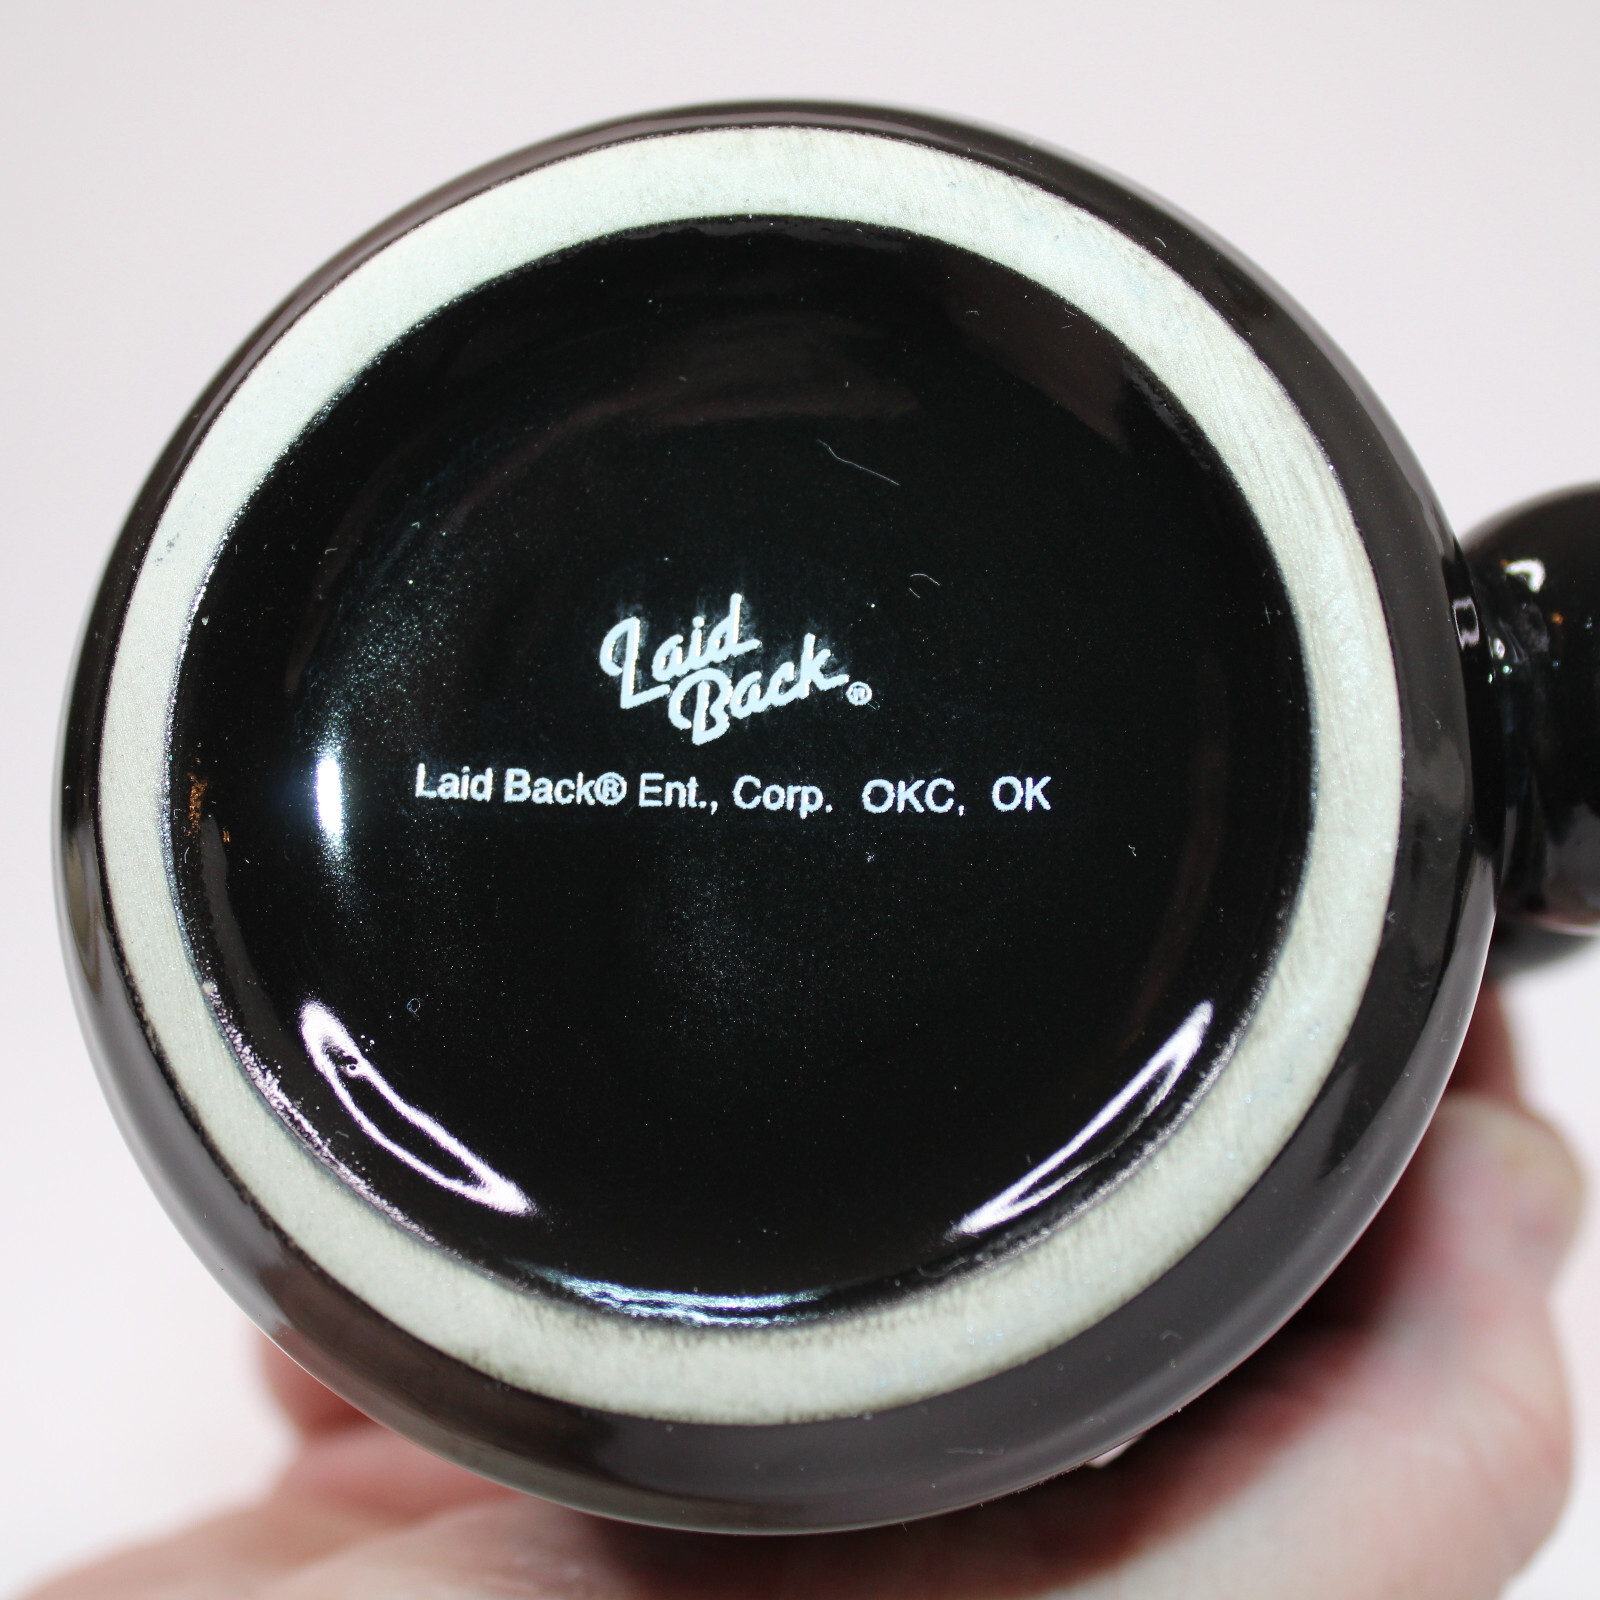 Laid
Back®
Laid Back® Ent., Corp. OKC, OK